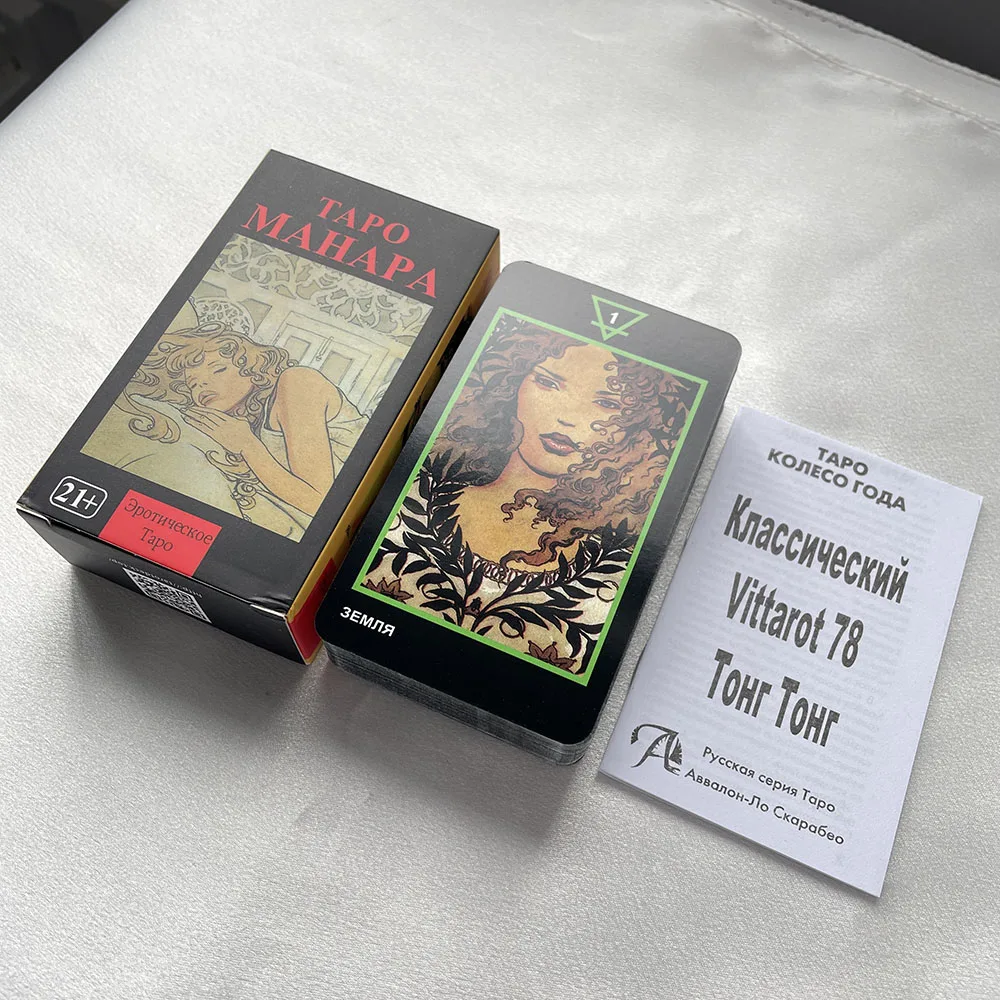 ТАРО
МАНАРА
21+
Эротическое
Таро
1
ЗЕМЛЯ
ТАРО
КОЛЕСО ГОДА
Классический
Vittarot 78
Тонг Тонг
Русская серия Таро
Аввалон-Ло Скарабео